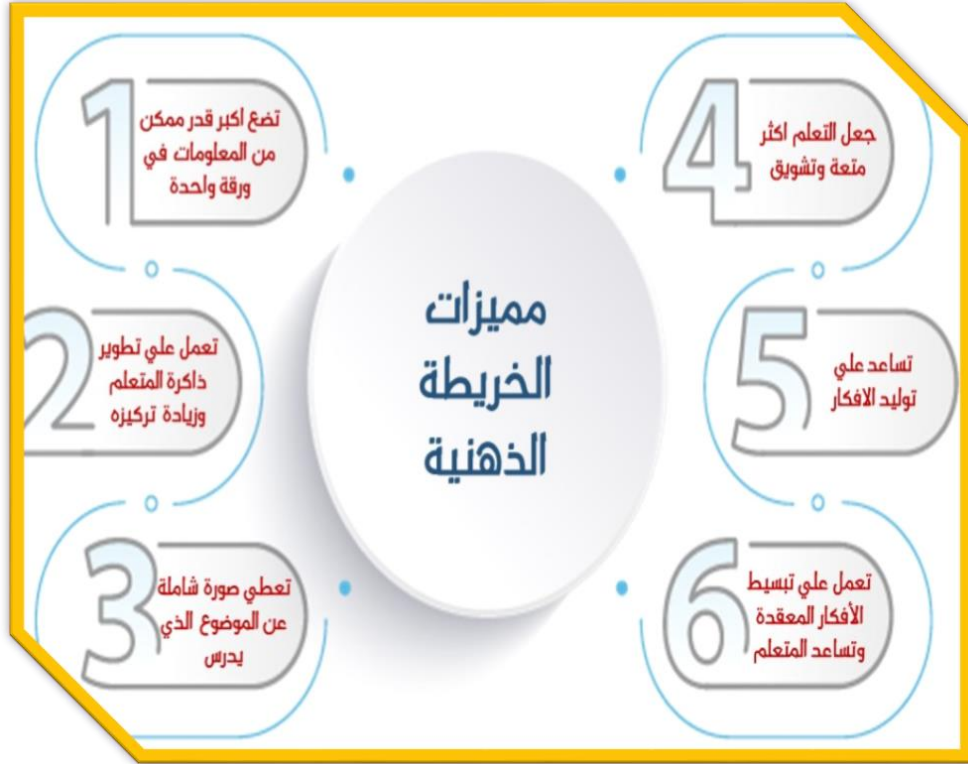 مميزات
الخريطة
الذهنية
1
تضع اكبر قدر ممكن
من المعلومات في
ورقة واحدة
2
تعمل علي تطوير
ذاكرة المتعلم
وزيادة تركيزه
3
تعطي صورة شاملة
عن الموضوع الذي
يدرس
4
جعل التعلم اكثر
متعة وتشويق
5
تساعد علي
توليد الافكار
6
تعمل علي تبسيط
الأفكار المعقدة
وتساعد المتعلم